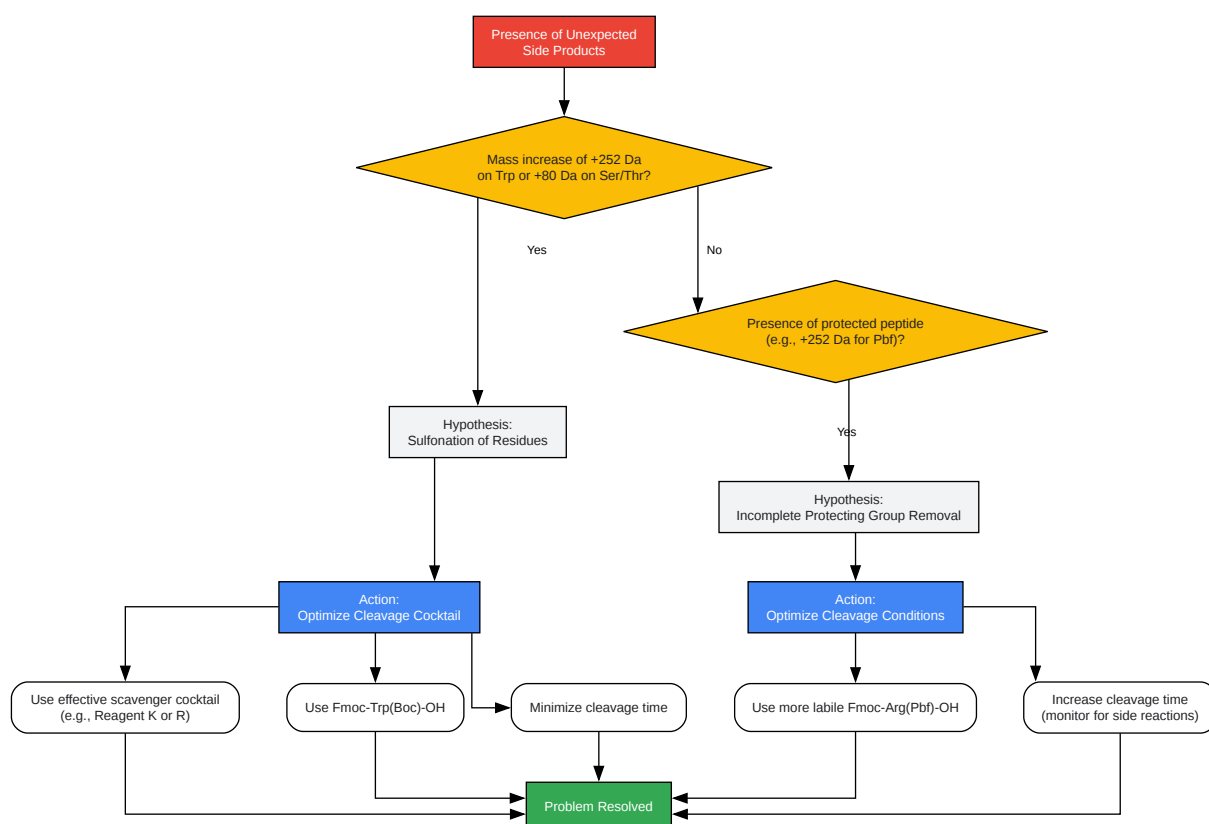 Presence of Unexpected
Side Products
Mass increase of +252 Da
on Trp or +80 Da on Ser/Thr?
Yes
No
Presence of protected peptide
(e.g., +252 Da for Pbf)?
Hypothesis:
Sulfonation of Residues
Yes
Hypothesis:
Incomplete Protecting Group Removal
Action:
Optimize Cleavage Cocktail
Action:
Optimize Cleavage Conditions
Use effective scavenger cocktail
(e.g., Reagent K or R)
Use Fmoc-Trp(Boc)-OH
Minimize cleavage time
Use more labile Fmoc-Arg(Pbf)-OH
Increase cleavage time
(monitor for side reactions)
Problem Resolved